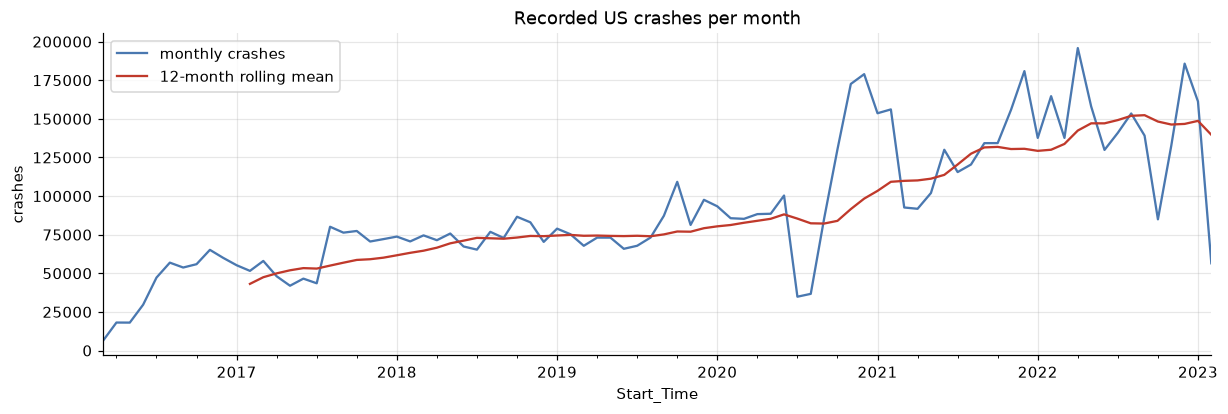 Recorded US crashes per month
monthly crashes
12-month rolling mean
200000
175000
150000
125000
100000
75000
50000
25000
0
crashes
2017 2018 2019 2020 2021 2022 2023
Start_Time